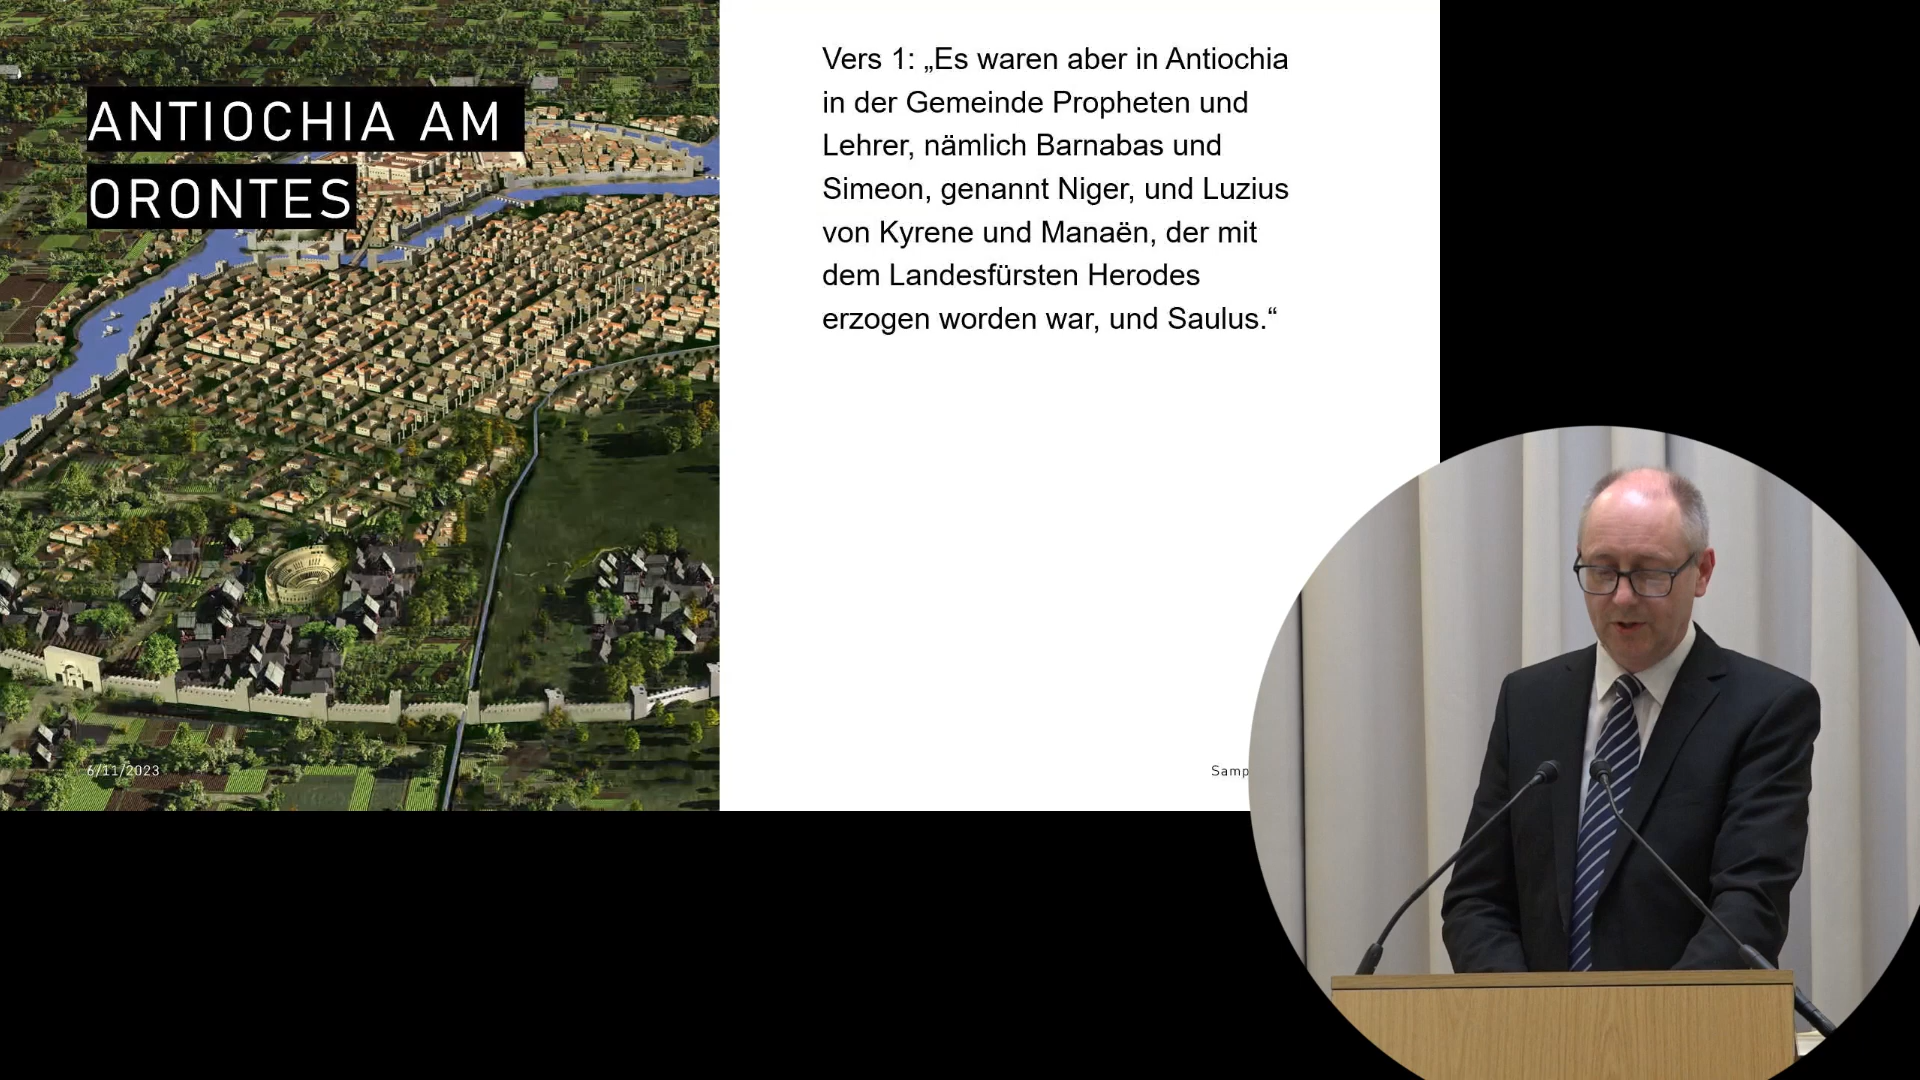 ANTIOCHIA AM
ORONTES
Vers 1: „Es waren aber in Antiochia
in der Gemeinde Propheten und
Lehrer, nämlich Barnabas und
Simeon, genannt Niger, und Luzius
von Kyrene und Manaën, der mit
dem Landesfürsten Herodes
erzogen worden war, und Saulus.“
6/11/2023